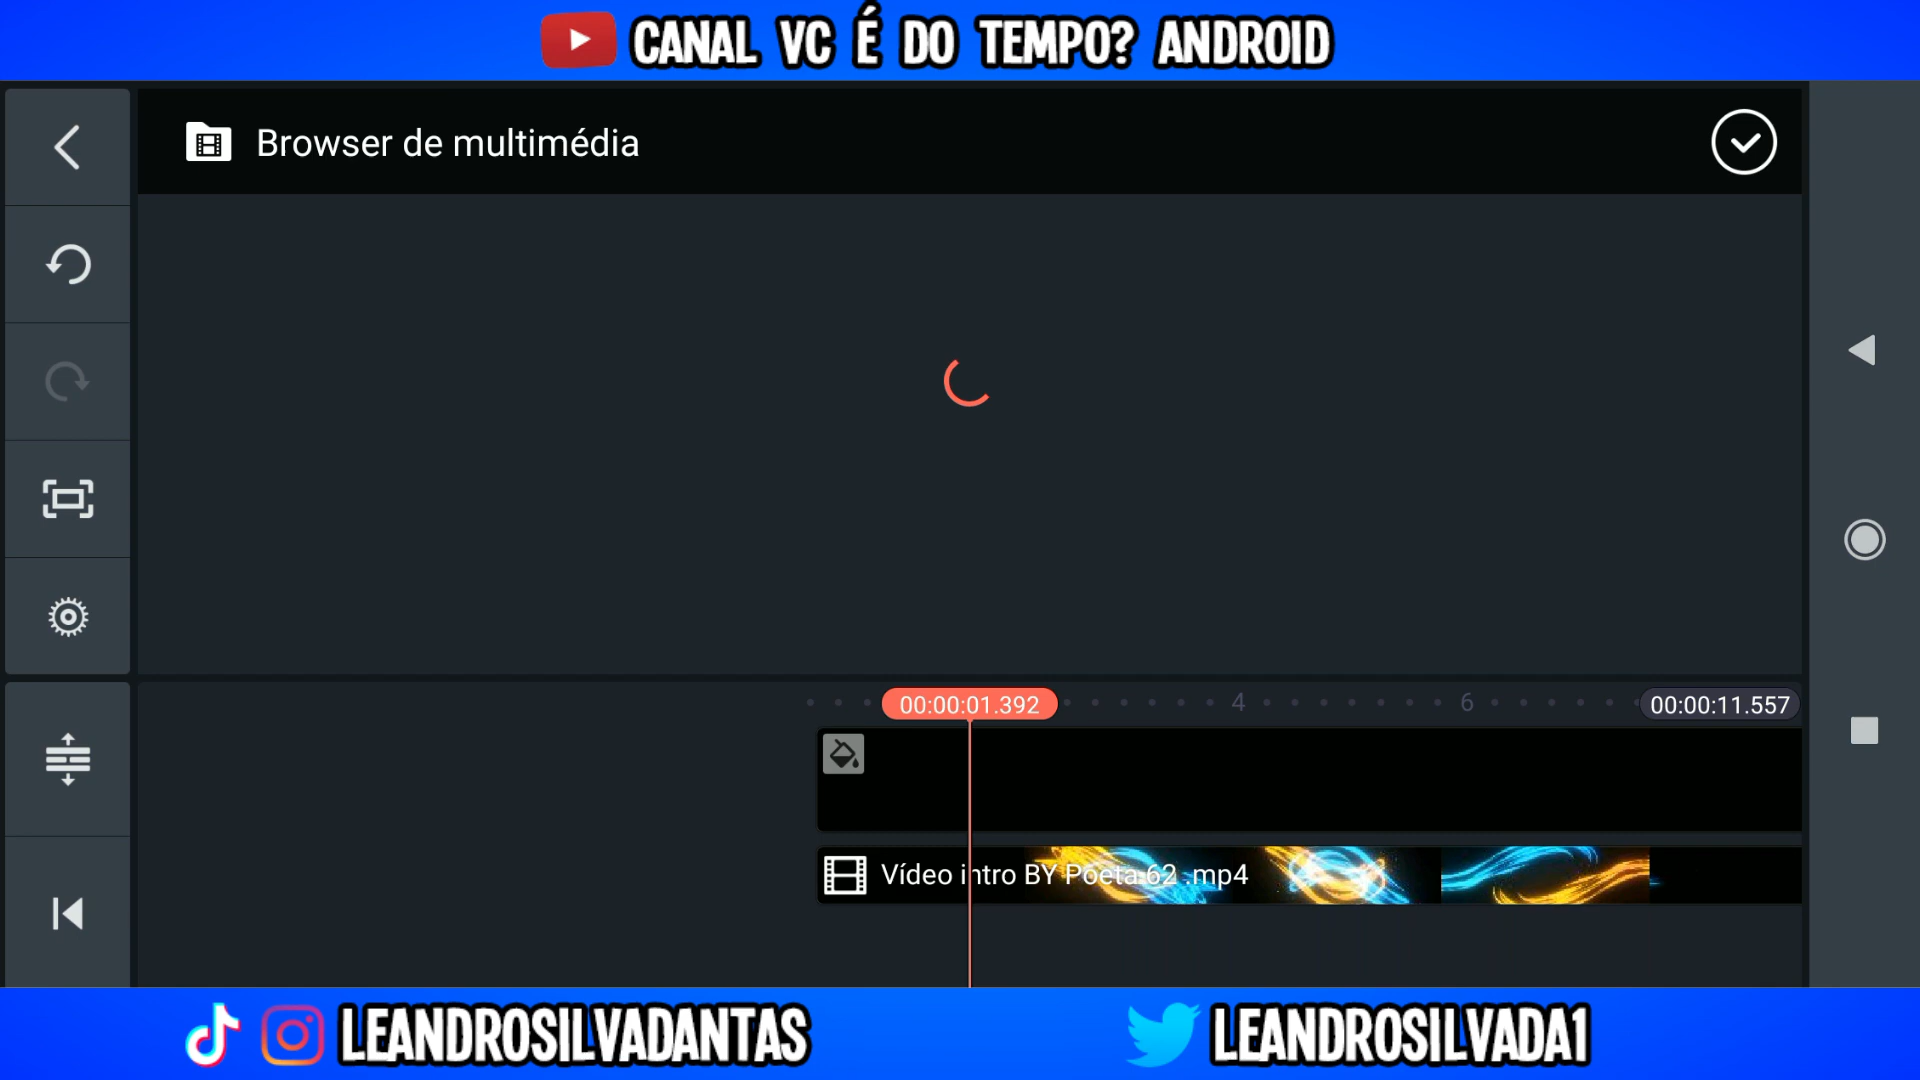 CANAL VC É DO TEMPO? ANDROID
Browser de multimédia
00:00:01.392
4
6
00:00:11.557
Vídeo intro BY Poeta 62 .mp4
LEANDROSILVADANTAS
LEANDROSILVADA1